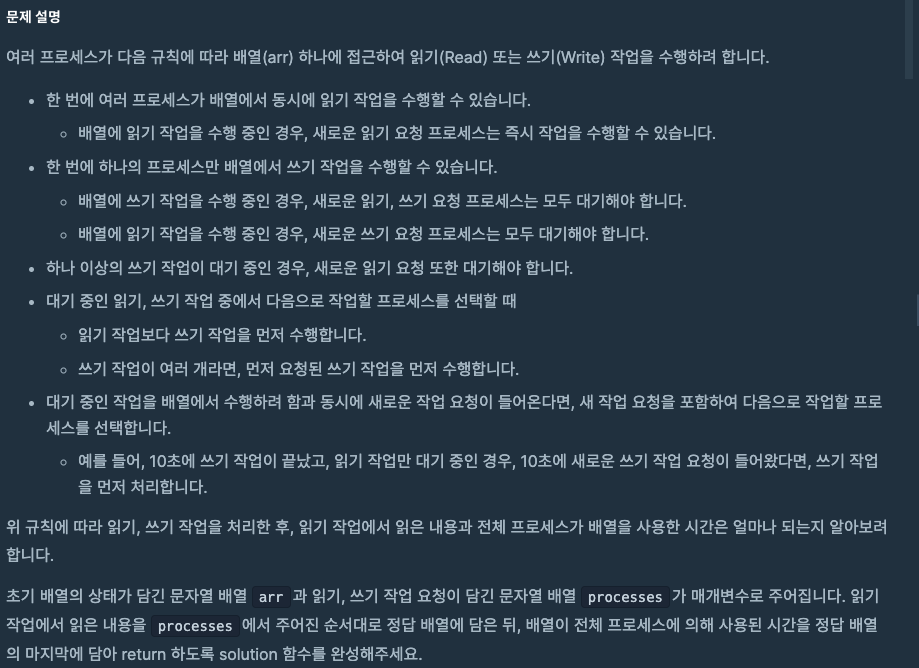 문제 설명
여러 프로세스가 다음 규칙에 따라 배열(arr) 하나에 접근하여 읽기(Read) 또는 쓰기(Write) 작업을 수행하려 합니다.
• 한 번에 여러 프로세스가 배열에서 동시에 읽기 작업을 수행할 수 있습니다.
◦ 배열에 읽기 작업을 수행 중인 경우, 새로운 읽기 요청 프로세스는 즉시 작업을 수행할 수 있습니다.
• 한 번에 하나의 프로세스만 배열에서 쓰기 작업을 수행할 수 있습니다.
◦ 배열에 쓰기 작업을 수행 중인 경우, 새로운 읽기, 쓰기 요청 프로세스는 모두 대기해야 합니다.
◦ 배열에 읽기 작업을 수행 중인 경우, 새로운 쓰기 요청 프로세스는 모두 대기해야 합니다.
• 하나 이상의 쓰기 작업이 대기 중인 경우, 새로운 읽기 요청 또한 대기해야 합니다.
• 대기 중인 읽기, 쓰기 작업 중에서 다음으로 작업할 프로세스를 선택할 때
◦ 읽기 작업보다 쓰기 작업을 먼저 수행합니다.
◦ 쓰기 작업이 여러 개라면, 먼저 요청된 쓰기 작업을 먼저 수행합니다.
• 대기 중인 작업을 배열에서 수행하려 함과 동시에 새로운 작업 요청이 들어온다면, 새 작업 요청을 포함하여 다음으로 작업할 프로
세스를 선택합니다.
◦ 예를 들어, 10초에 쓰기 작업이 끝났고, 읽기 작업만 대기 중인 경우, 10초에 새로운 쓰기 작업 요청이 들어왔다면, 쓰기 작업
을 먼저 처리합니다.
위 규칙에 따라 읽기, 쓰기 작업을 처리한 후, 읽기 작업에서 읽은 내용과 전체 프로세스가 배열을 사용한 시간은 얼마나 되는지 알아보려
합니다.
초기 배열의 상태가 담긴 문자열 배열 arr 과 읽기, 쓰기 작업 요청이 담긴 문자열 배열 processes 가 매개변수로 주어집니다. 읽기
작업에서 읽은 내용을 processes 에서 주어진 순서대로 정답 배열에 담은 뒤, 배열이 전체 프로세스에 의해 사용된 시간을 정답 배열
의 마지막에 담아 return 하도록 solution 함수를 완성해주세요.